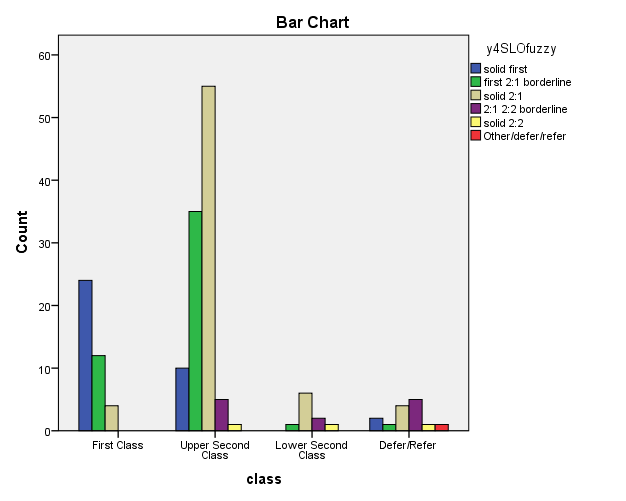 Bar Chart
y4SLOfuzzy
solid first
first 2:1 borderline
solid 2:1
2:1 2:2 borderline
solid 2:2
Other/defer/refer
Count
60
50
40
30
20
10
0
First Class
Upper Second
Class
Lower Second
Class
Defer/Refer
class